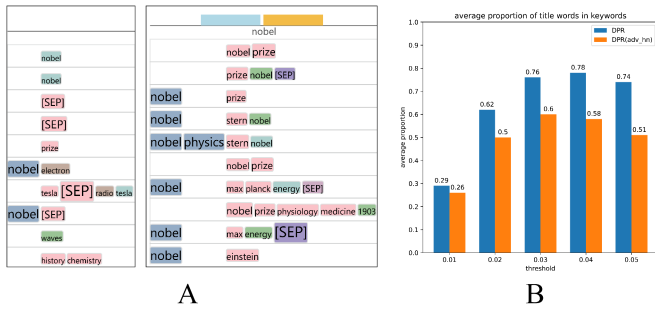 nobel
nobel
[SEP]
[SEP]
prize
nobel electron
tesla [SEP] radio tesla
nobel [SEP]
waves
history chemistry
nobel
nobel prize
prize nobel [SEP]
nobel prize
nobel stern nobel
nobel physics stern nobel
nobel prize
nobel max planck energy [SEP]
nobel prize physiology medicine 1903
nobel max energy [SEP]
nobel einstein
A
average proportion of title words in keywords
DPR
DPR(adv_hn)
average proportion
1.0
0.9
0.8
0.7
0.6
0.5
0.4
0.3
0.2
0.1
0.0
0.29
0.26
0.62
0.5
0.76
0.6
0.78
0.58
0.74
0.51
0.01
0.02
0.03
0.04
0.05
threshold
B